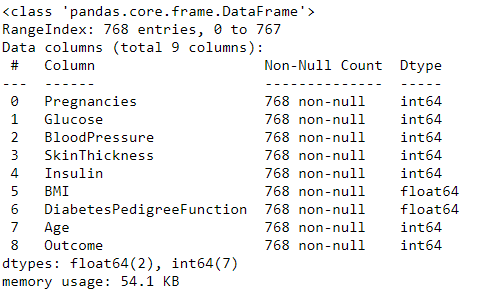 <class 'pandas.core.frame.DataFrame'>
RangeIndex: 768 entries, 0 to 767
Data columns (total 9 columns):
 #   Column                    Non-Null Count  Dtype
---  ------                    --------------  -----
 0   Pregnancies               768 non-null    int64
 1   Glucose                   768 non-null    int64
 2   BloodPressure             768 non-null    int64
 3   SkinThickness             768 non-null    int64
 4   Insulin                   768 non-null    int64
 5   BMI                       768 non-null    float64
 6   DiabetesPedigreeFunction  768 non-null    float64
 7   Age                       768 non-null    int64
 8   Outcome                   768 non-null    int64
dtypes: float64(2), int64(7)
memory usage: 54.1 KB